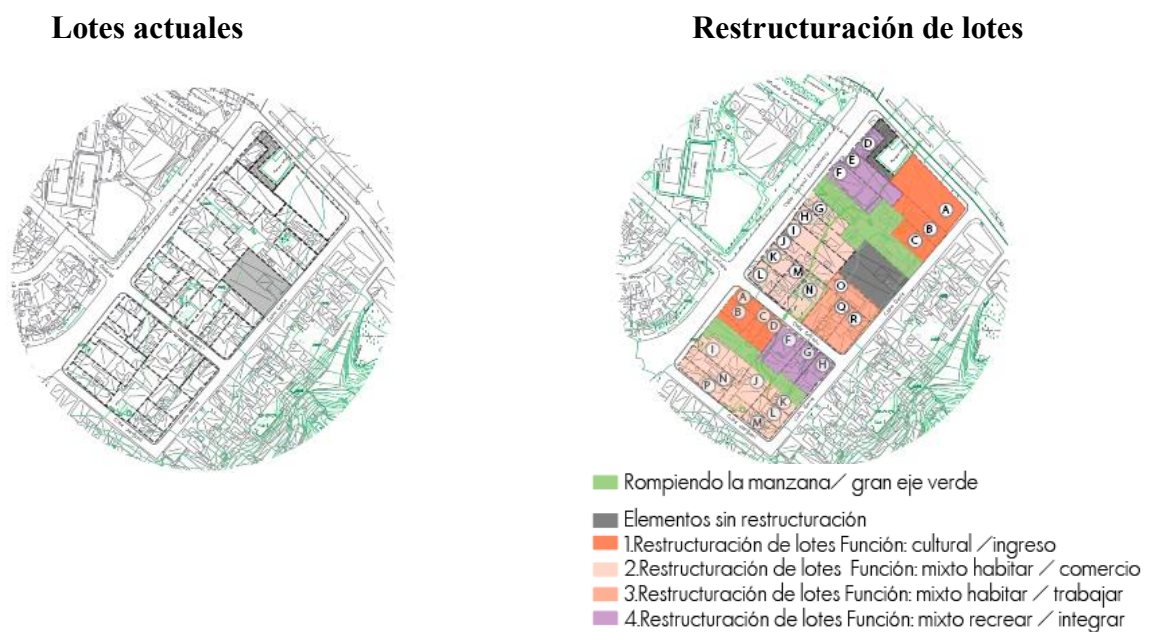 Lotes actuales
Restructuración de lotes
D
E
F
A
B
C
G
H
I
J
K
L
M
N
O
Q
R
A
B
C
D
F
G
H
I
J
N
P
K
L
M
Rompiendo la manzana/ gran eje verde
Elementos sin restructuración
1.Restructuración de lotes Función: cultural /ingreso
2.Restructuración de lotes Función: mixto habitar / comercio
3.Restructuración de lotes Función: mixto habitar / trabajar
4.Restructuración de lotes Función: mixto recrear / integrar